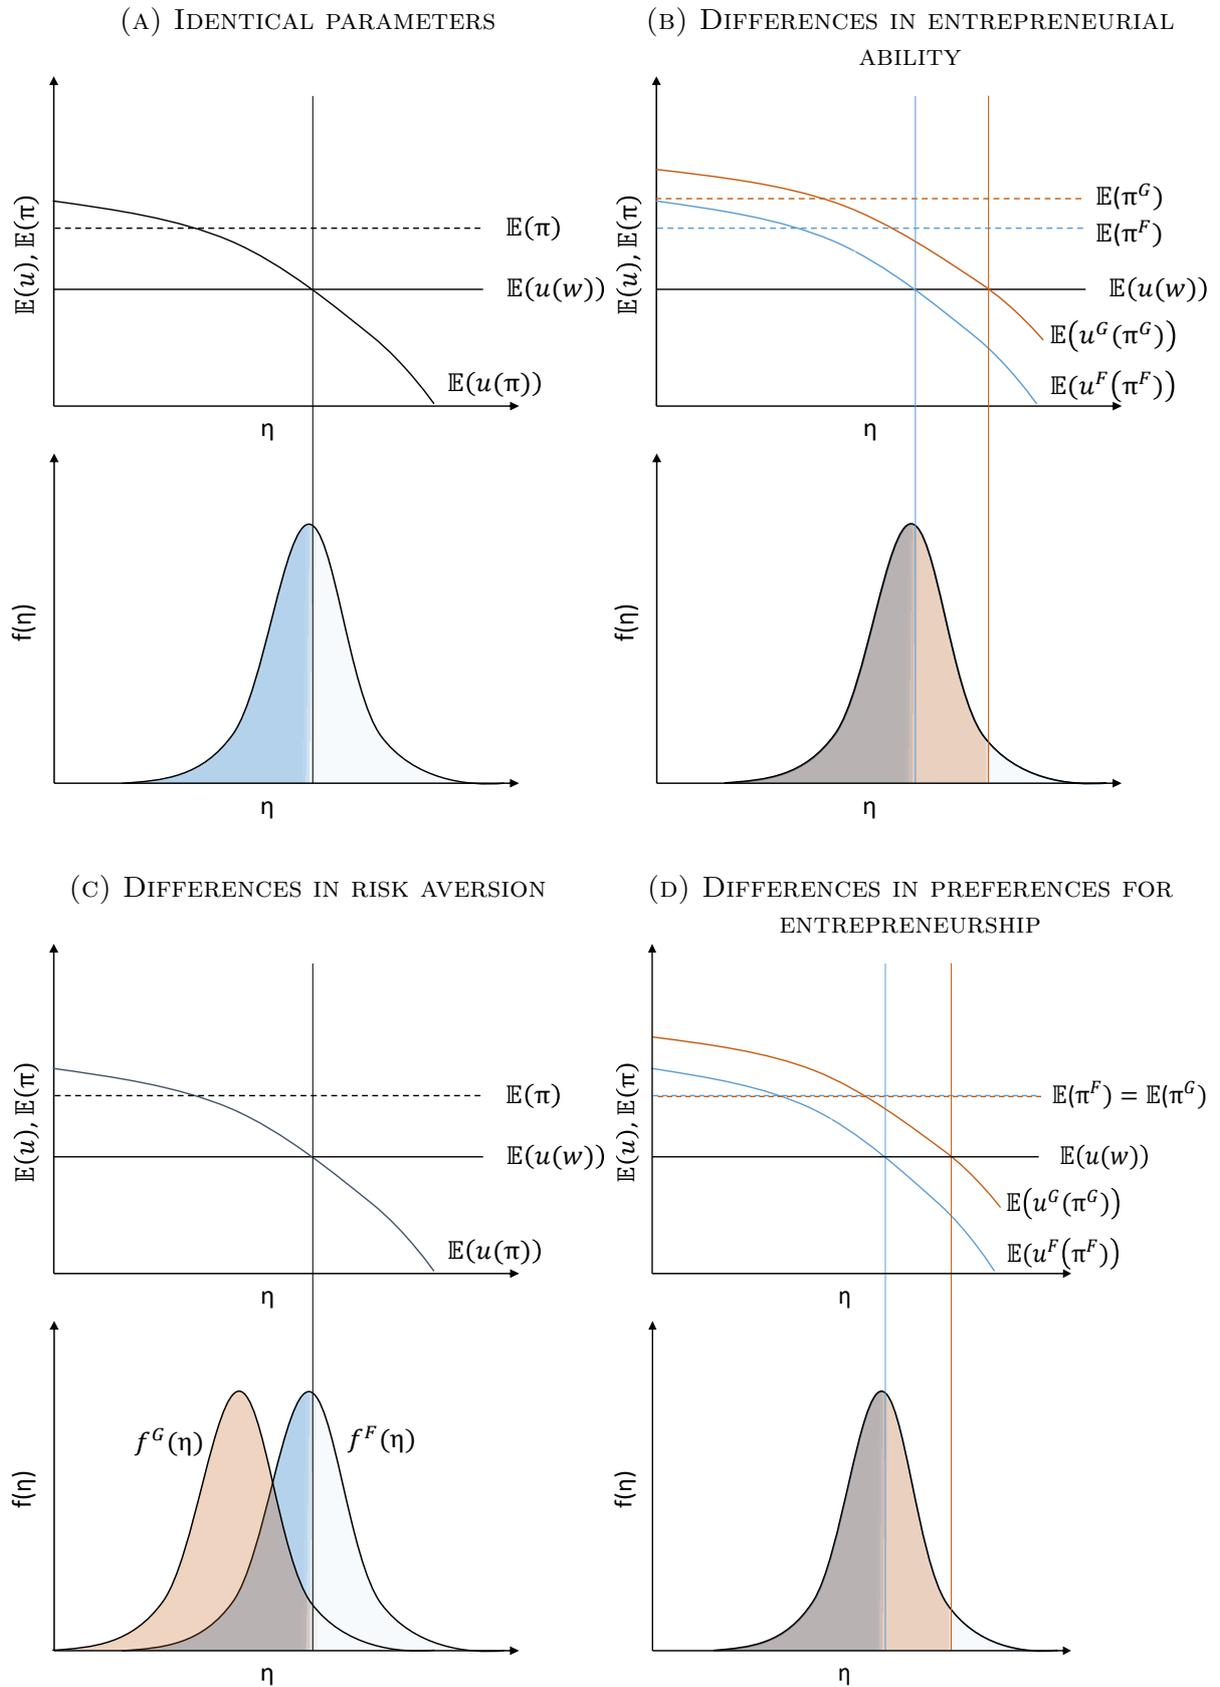 (A) IDENTICAL PARAMETERS
𝔼(u), 𝔼(π)
𝔼(π)
𝔼(u(w))
𝔼(u(π))
η
f(η)
η
(B) DIFFERENCES IN ENTREPRENEURIAL
ABILITY
𝔼(u), 𝔼(π)
𝔼(π^G)
𝔼(π^F)
𝔼(u(w))
𝔼(u^G(π^G))
𝔼(u^F(π^F))
η
f(η)
η
(C) DIFFERENCES IN RISK AVERSION
𝔼(u), 𝔼(π)
𝔼(π)
𝔼(u(w))
𝔼(u(π))
η
f^G(η)
f^F(η)
f(η)
η
(D) DIFFERENCES IN PREFERENCES FOR
ENTREPRENEURSHIP
𝔼(u), 𝔼(π)
𝔼(π^F) = 𝔼(π^G)
𝔼(u(w))
𝔼(u^G(π^G))
𝔼(u^F(π^F))
η
f(η)
η